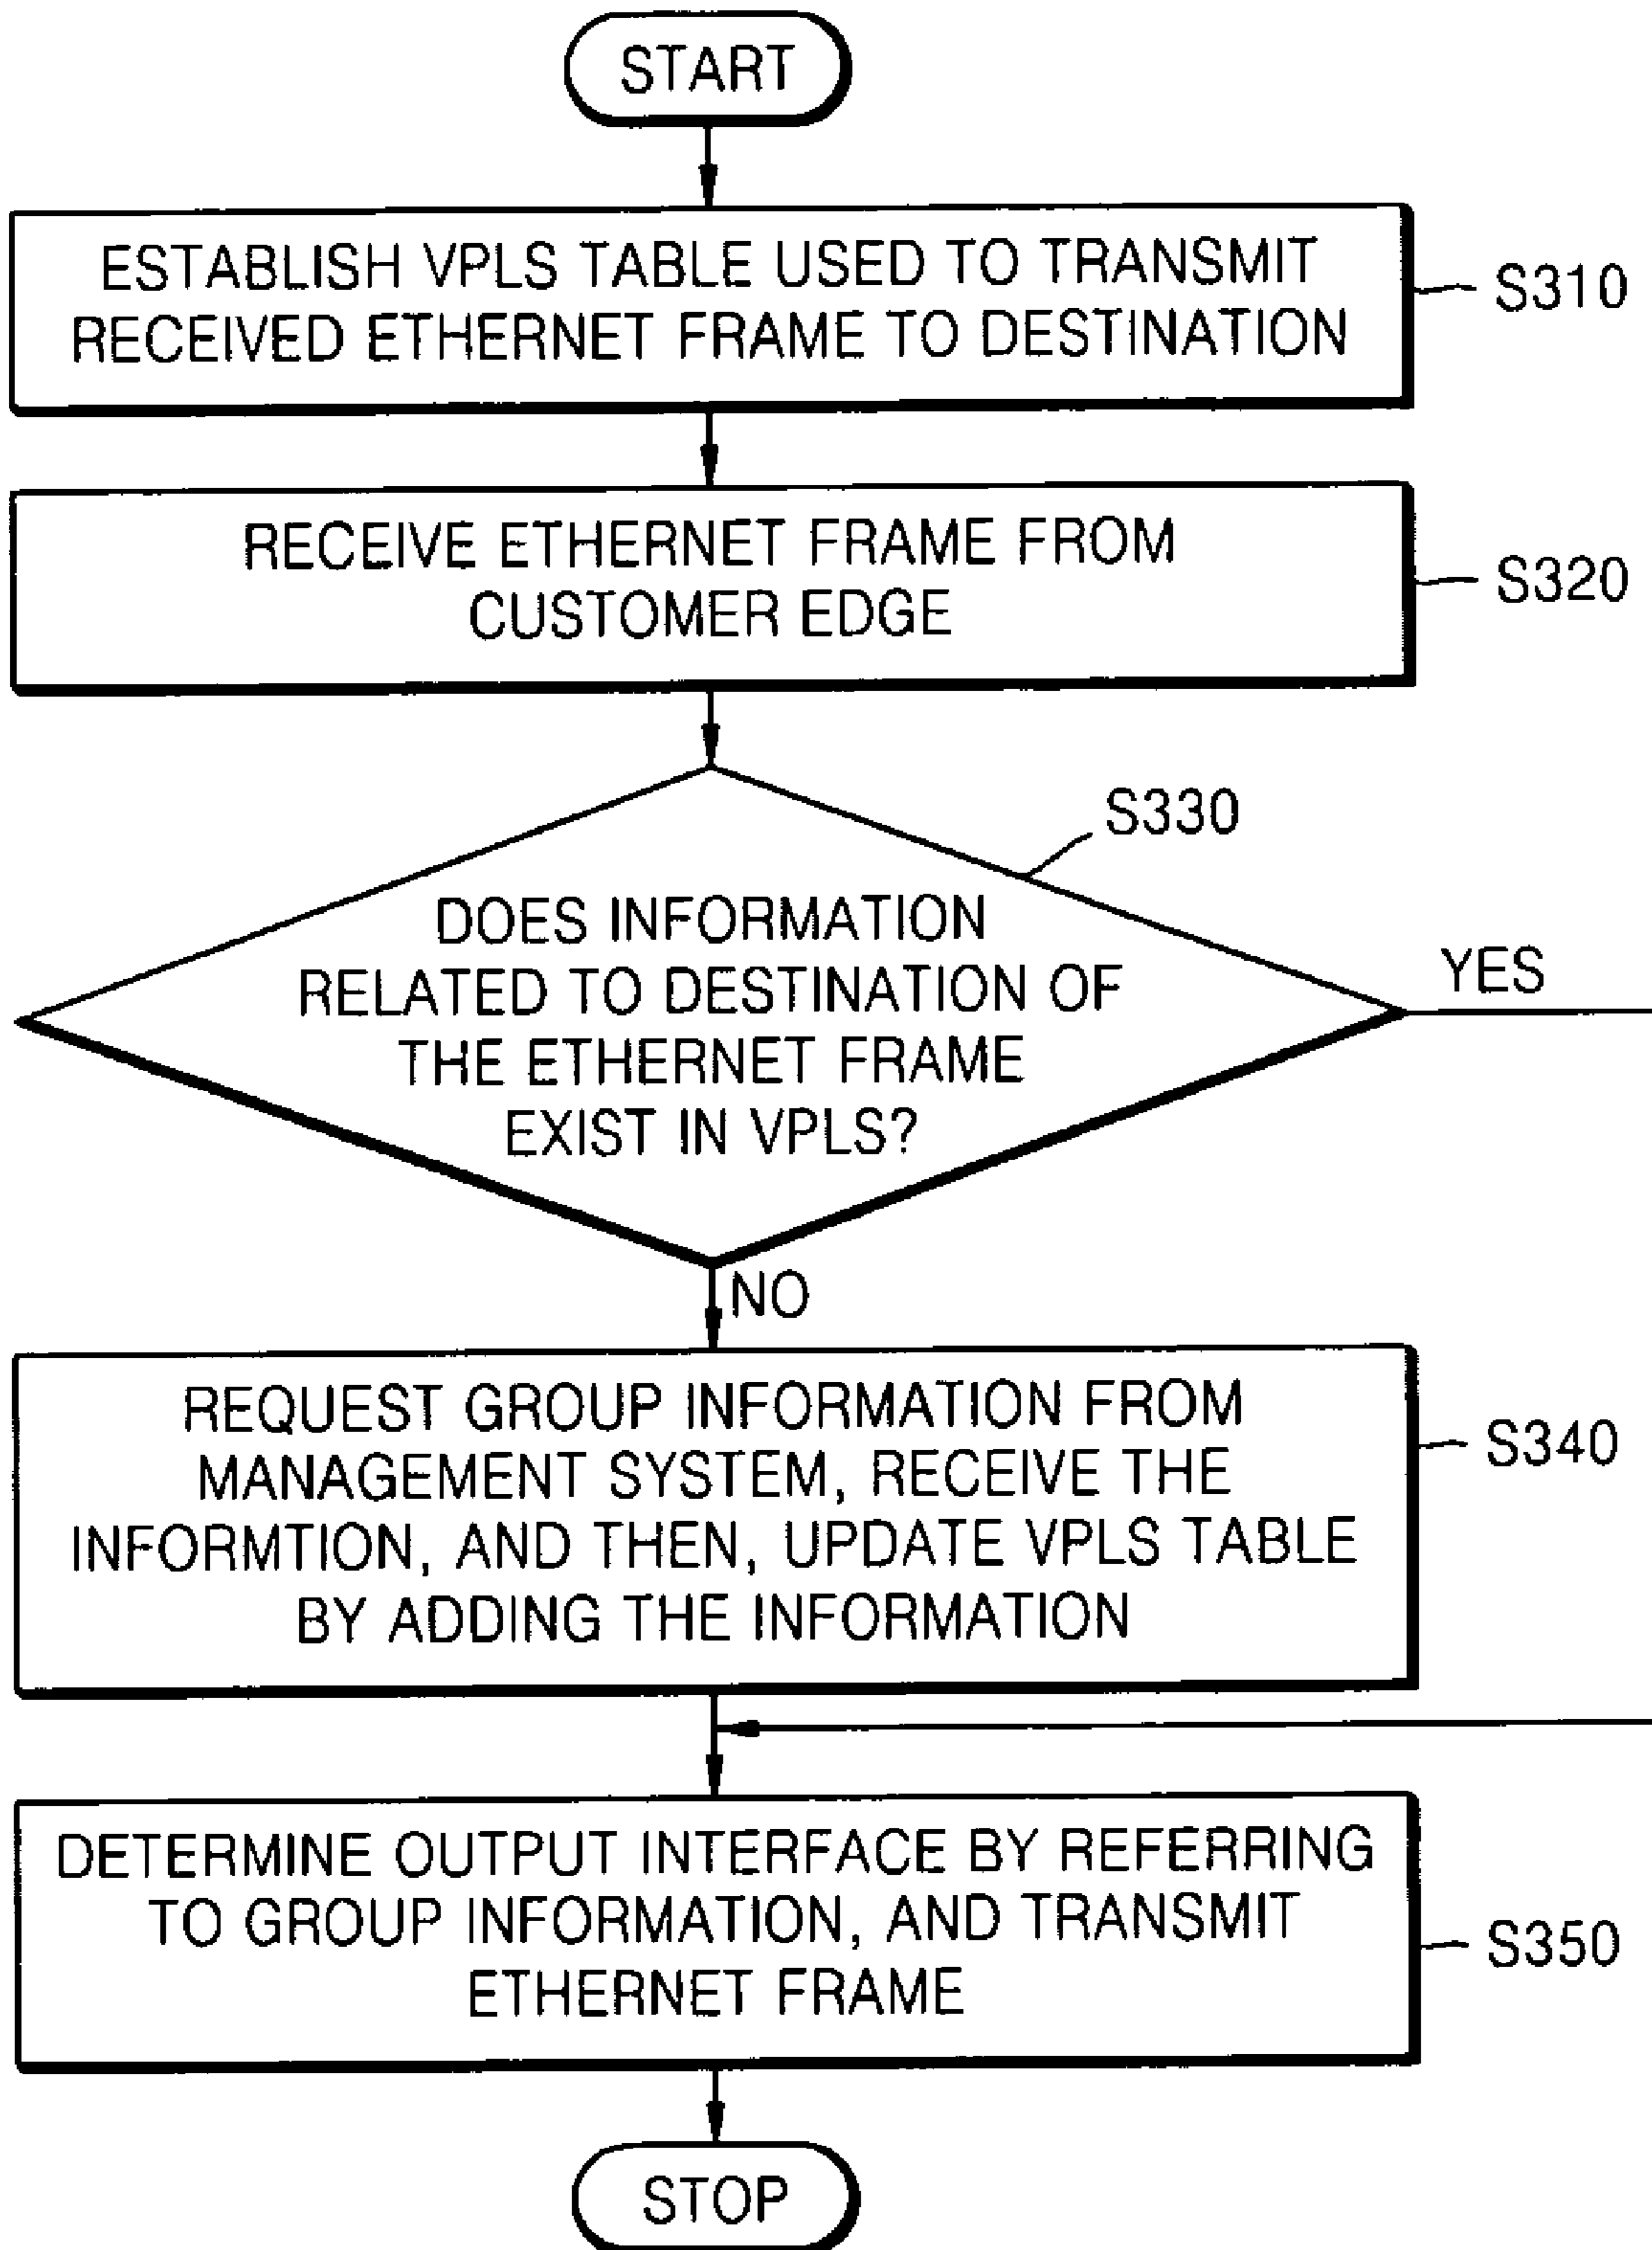 START
ESTABLISH VPLS TABLE USED TO TRANSMIT
RECEIVED ETHERNET FRAME TO DESTINATION
S310
RECEIVE ETHERNET FRAME FROM
CUSTOMER EDGE
S320
S330
DOES INFORMATION
RELATED TO DESTINATION OF
THE ETHERNET FRAME
EXIST IN VPLS?
YES
NO
REQUEST GROUP INFORMATION FROM
MANAGEMENT SYSTEM, RECEIVE THE
INFORMTION, AND THEN, UPDATE VPLS TABLE
BY ADDING THE INFORMATION
S340
DETERMINE OUTPUT INTERFACE BY REFERRING
TO GROUP INFORMATION, AND TRANSMIT
ETHERNET FRAME
S350
STOP